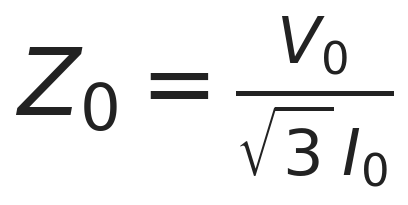 Z₀ = V₀ / (√3 I₀)